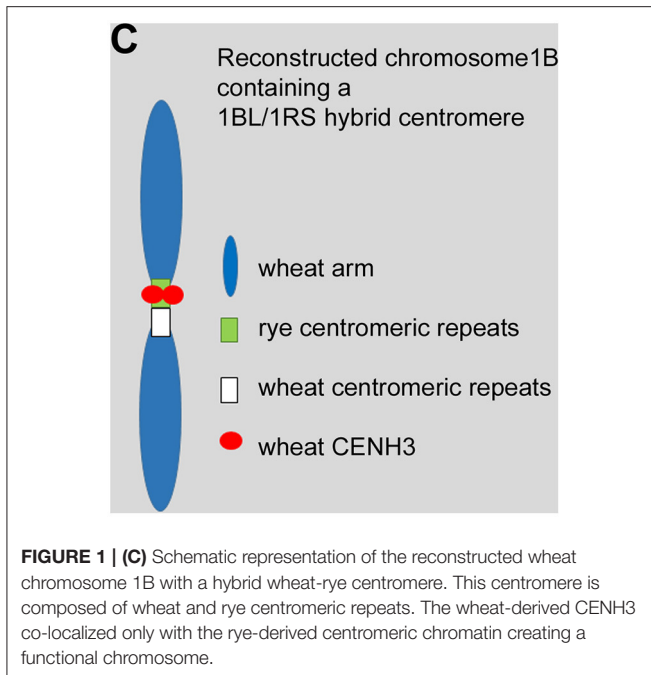 C
Reconstructed chromosome1B
containing a
1BL/1RS hybrid centromere
wheat arm
rye centromeric repeats
wheat centromeric repeats
wheat CENH3
FIGURE 1 | (C) Schematic representation of the reconstructed wheat
chromosome 1B with a hybrid wheat-rye centromere. This centromere is
composed of wheat and rye centromeric repeats. The wheat-derived CENH3
co-localized only with the rye-derived centromeric chromatin creating a
functional chromosome.